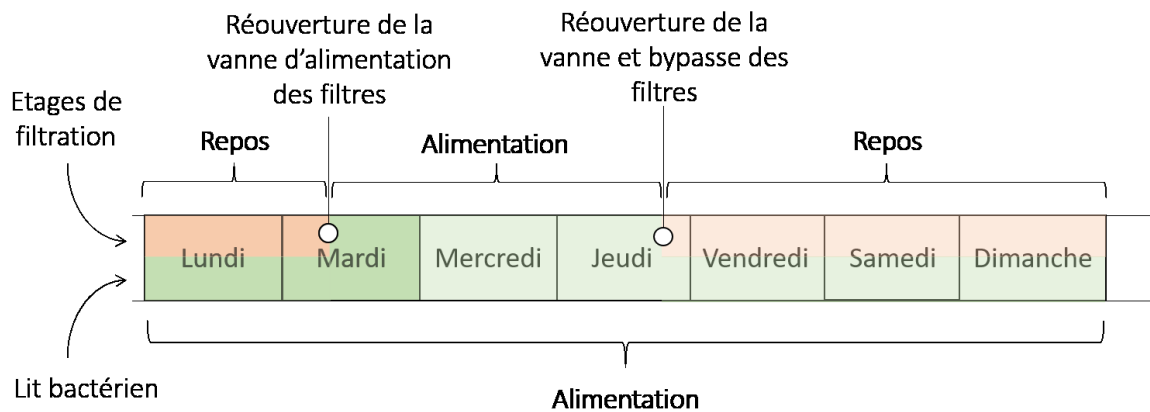 Réouverture de la
vanne d’alimentation
des filtres
Réouverture de la
vanne et bypasse des
filtres
Etages de
filtration
Repos
Alimentation
Repos
Lundi
Mardi
Mercredi
Jeudi
Vendredi
Samedi
Dimanche
Lit bactérien
Alimentation